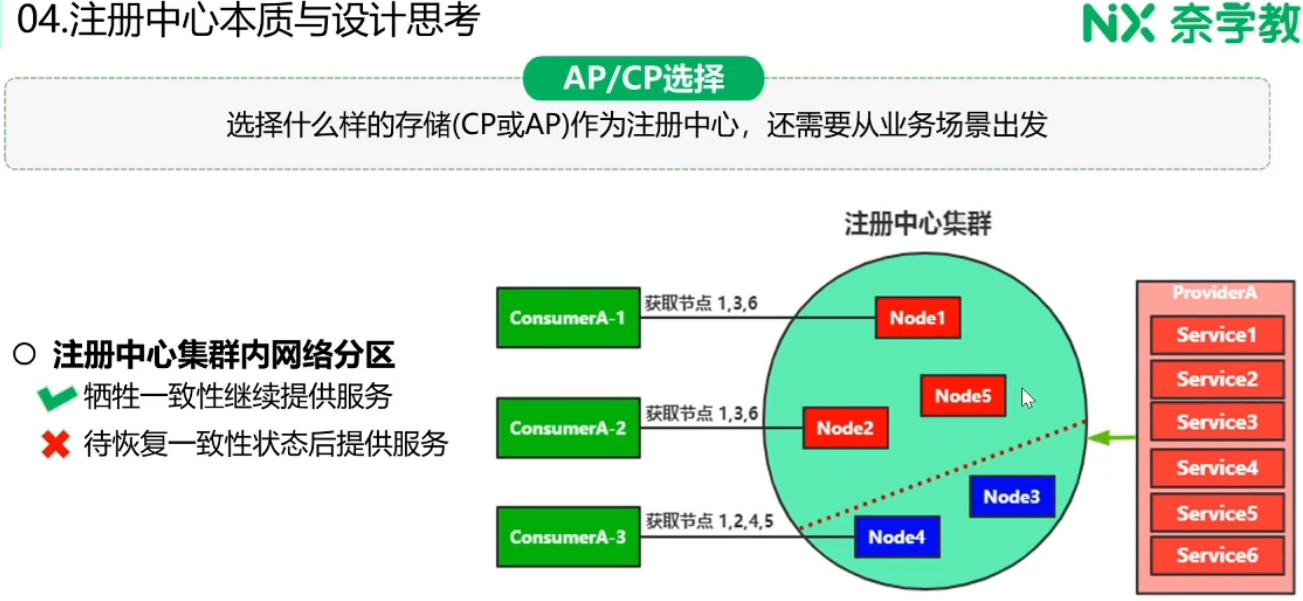 04.注册中心本质与设计思考
NiX 奈学教
AP/CP选择
选择什么样的存储(CP或AP)作为注册中心，还需要从业务场景出发
注册中心集群内网络分区
牺牲一致性继续提供服务
待恢复一致性状态后提供服务
注册中心集群
ConsumerA-1
获取节点 1,3,6
Node1
Node5
ConsumerA-2
获取节点 1,3,6
Node2
Node3
ConsumerA-3
获取节点 1,2,4,5
Node4
ProviderA
Service1
Service2
Service3
Service4
Service5
Service6